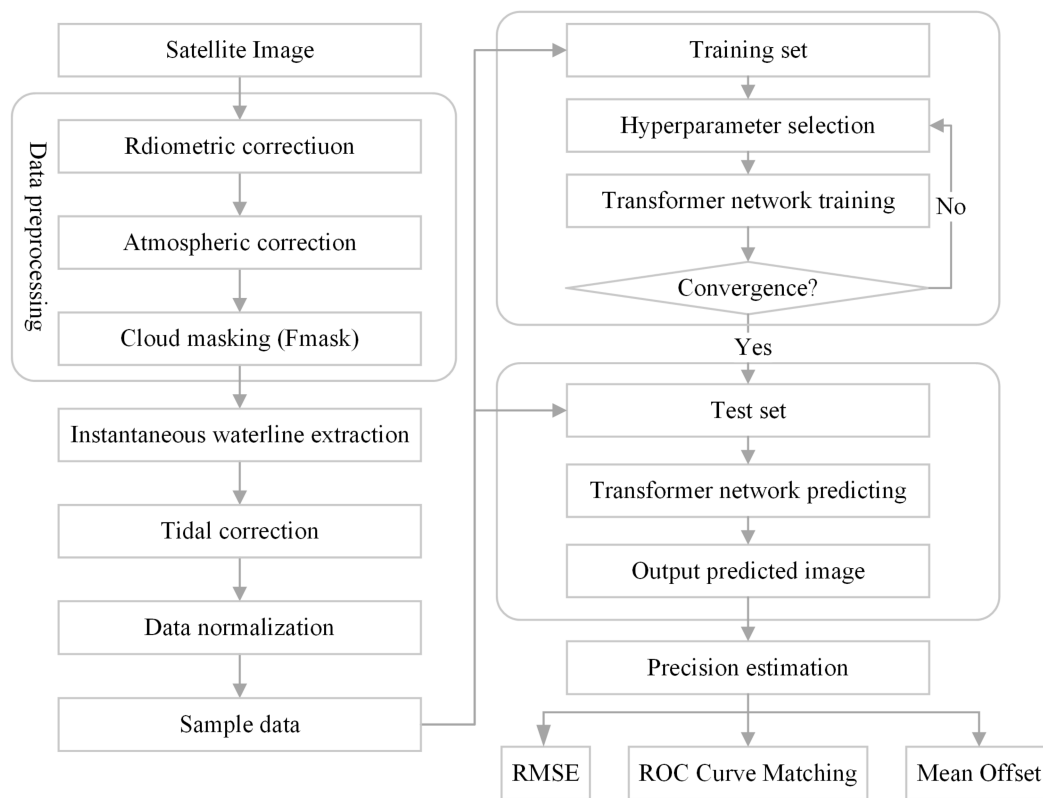 Satellite Image
Data preprocessing
Rdiometric correctiuon
Atmospheric correction
Cloud masking (Fmask)
Instantaneous waterline extraction
Tidal correction
Data normalization
Sample data
Training set
Hyperparameter selection
Transformer network training
No
Convergence?
Yes
Test set
Transformer network predicting
Output predicted image
Precision estimation
RMSE
ROC Curve Matching
Mean Offset